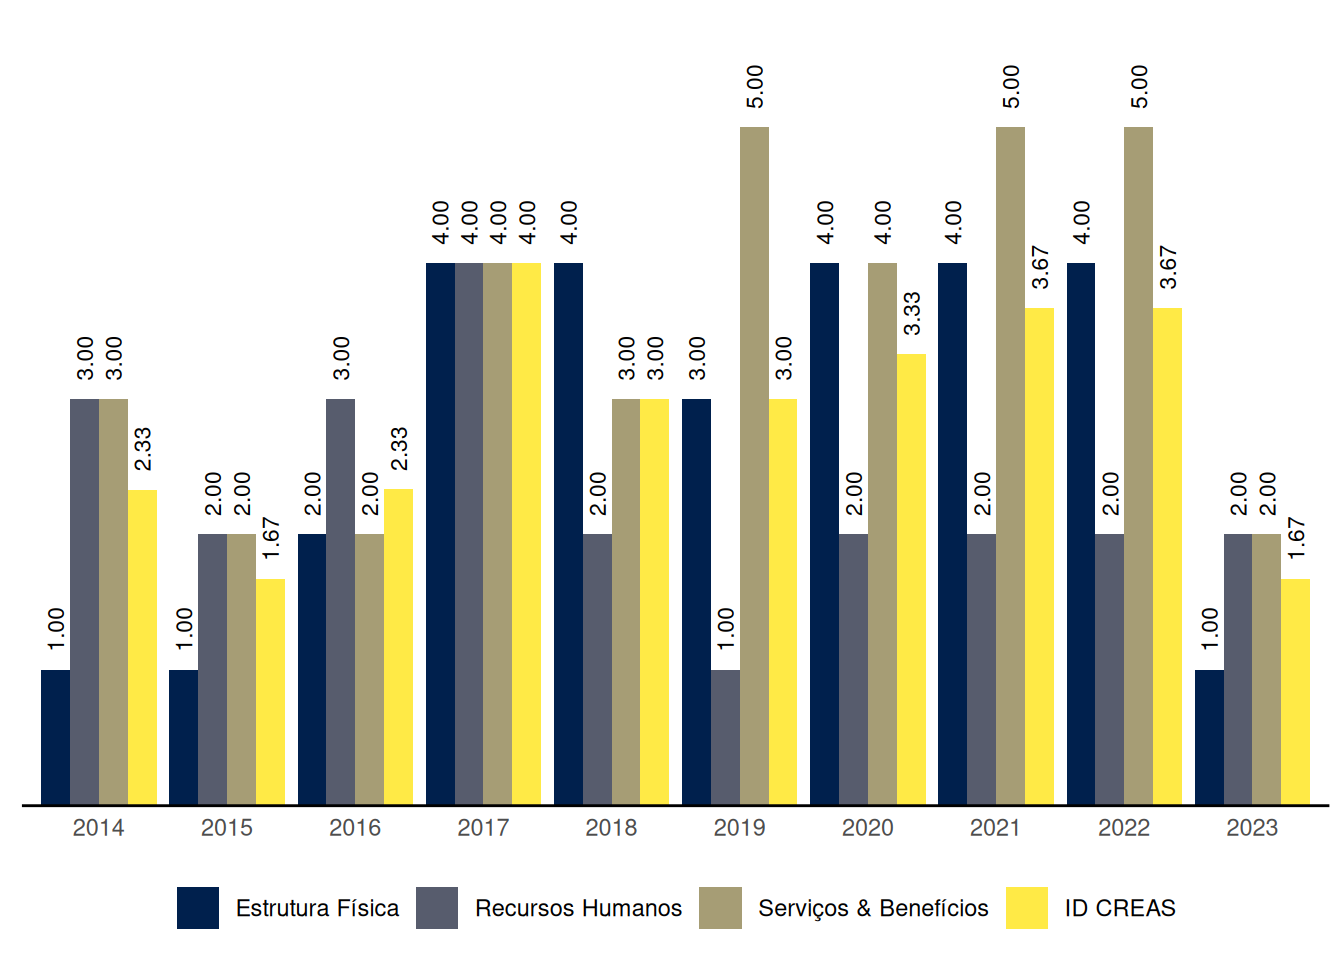 5.00 5.00 5.00
4.00 4.00 4.00 4.00 4.00 4.00 4.00 4.00 4.00
3.67 3.67
3.33
3.00 3.00 3.00 3.00 3.00 3.00 3.00
2.33 2.33
2.00 2.00 2.00 2.00 2.00 2.00 2.00 2.00 2.00 2.00
1.67 1.67
1.00 1.00 1.00 1.00
2014 2015 2016 2017 2018 2019 2020 2021 2022 2023
Estrutura Física Recursos Humanos Serviços & Benefícios ID CREAS